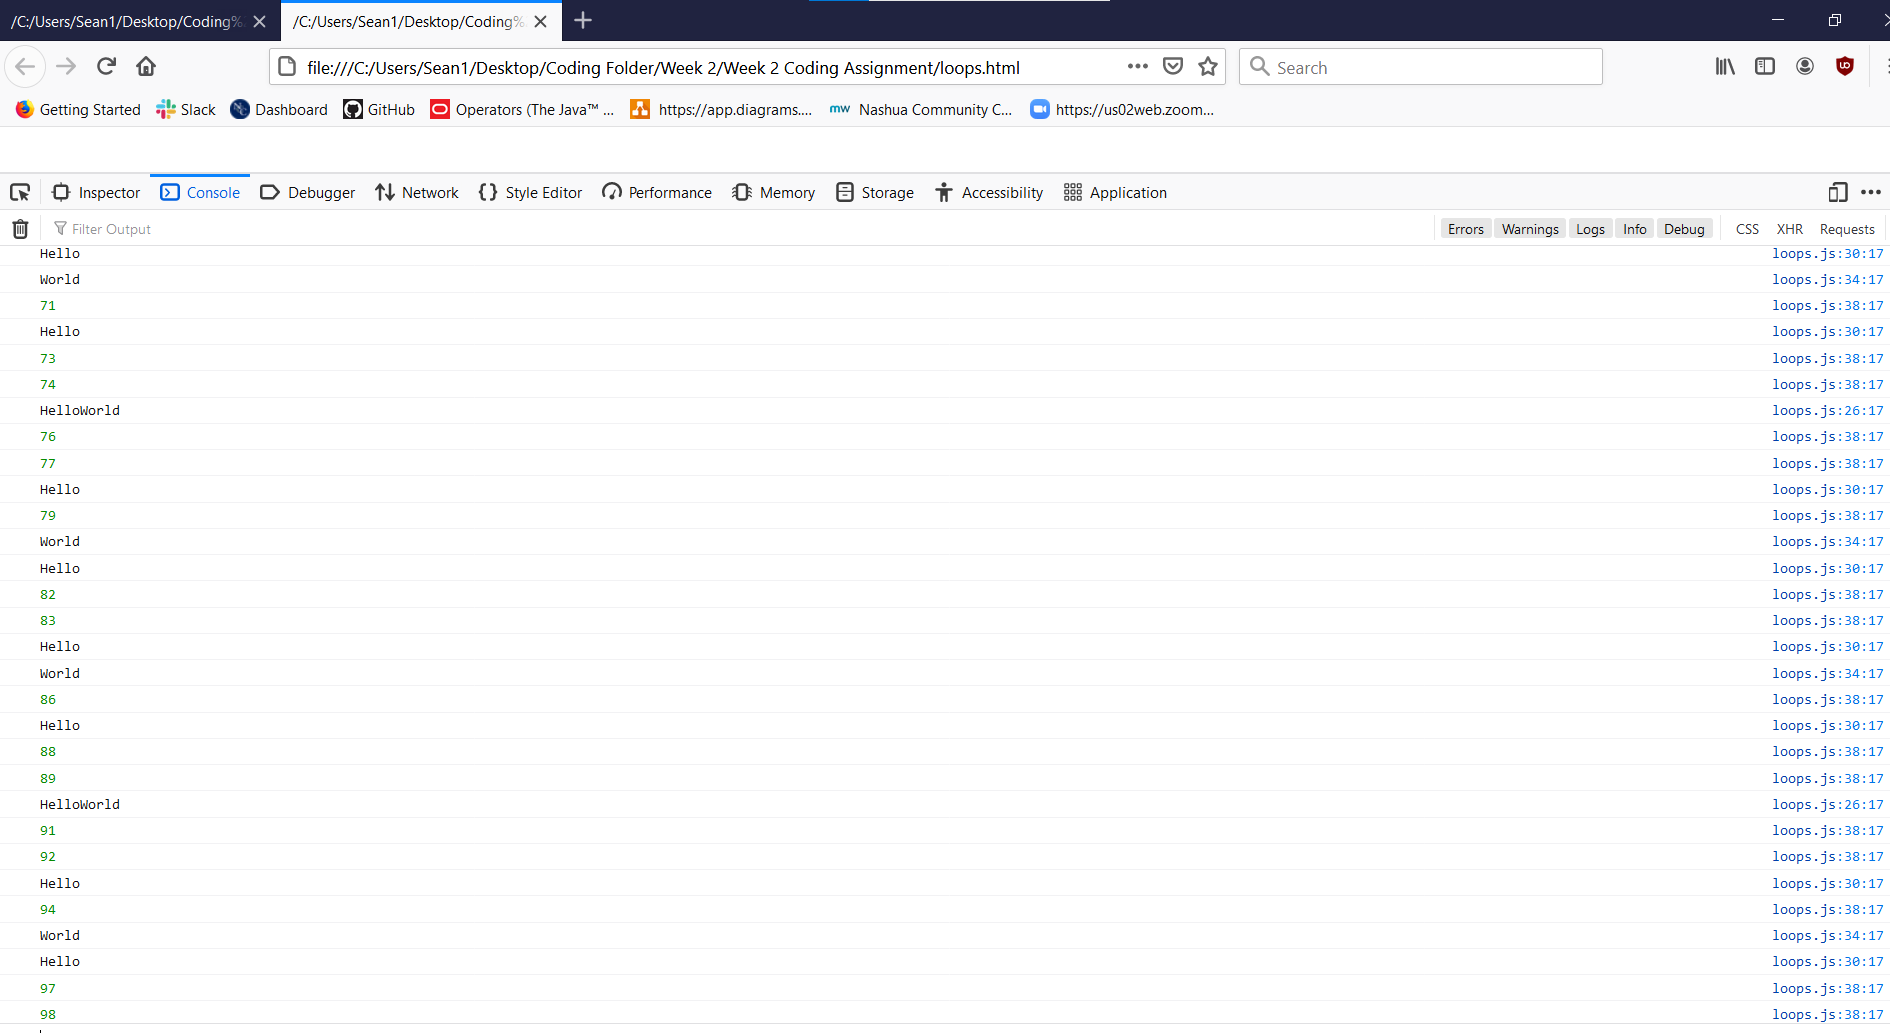 /C:/Users/Sean1/Desktop/Coding% /C:/Users/Sean1/Desktop/Coding%
file:///C:/Users/Sean1/Desktop/Coding Folder/Week 2/Week 2 Coding Assignment/loops.html Search
Getting Started Slack Dashboard GitHub Operators (The Java™ ... https://app.diagrams.... mw Nashua Community C... https://us02web.zoom...
Inspector Console Debugger Network Style Editor Performance Memory Storage Accessibility Application
Filter Output Errors Warnings Logs Info Debug CSS XHR Requests
Hello loops.js:30:17
World loops.js:34:17
71 loops.js:38:17
Hello loops.js:30:17
73 loops.js:38:17
74 loops.js:38:17
HelloWorld loops.js:26:17
76 loops.js:38:17
77 loops.js:38:17
Hello loops.js:30:17
79 loops.js:38:17
World loops.js:34:17
Hello loops.js:30:17
82 loops.js:38:17
83 loops.js:38:17
Hello loops.js:30:17
World loops.js:34:17
86 loops.js:38:17
Hello loops.js:30:17
88 loops.js:38:17
89 loops.js:38:17
HelloWorld loops.js:26:17
91 loops.js:38:17
92 loops.js:38:17
Hello loops.js:30:17
94 loops.js:38:17
World loops.js:34:17
Hello loops.js:30:17
97 loops.js:38:17
98 loops.js:38:17